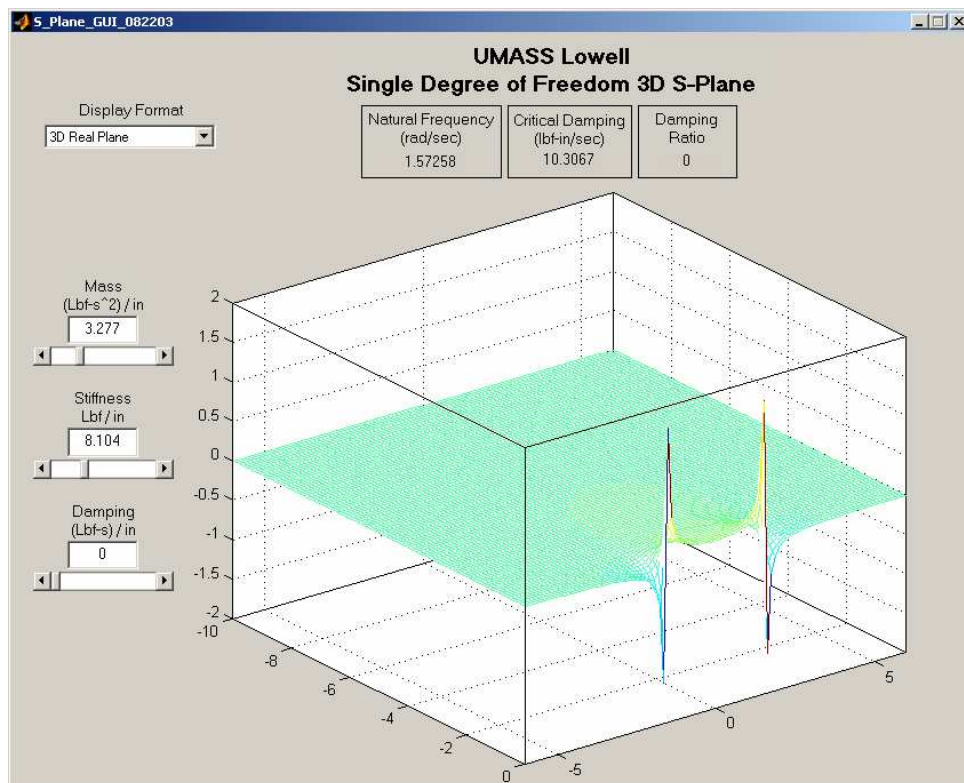 S_Plane_GUI_082203
UMASS Lowell
Single Degree of Freedom 3D S-Plane
Display Format
3D Real Plane
Natural Frequency
(rad/sec)
1.57258
Critical Damping
(lbf-in/sec)
10.3067
Damping
Ratio
0
Mass
(Lbf-s^2) / in
3.277
Stiffness
Lbf / in
8.104
Damping
(Lbf-s) / in
0
2
1.5
1
0.5
0
-0.5
-1
-1.5
-2
-10
-8
-6
-4
-2
0
-5
0
5